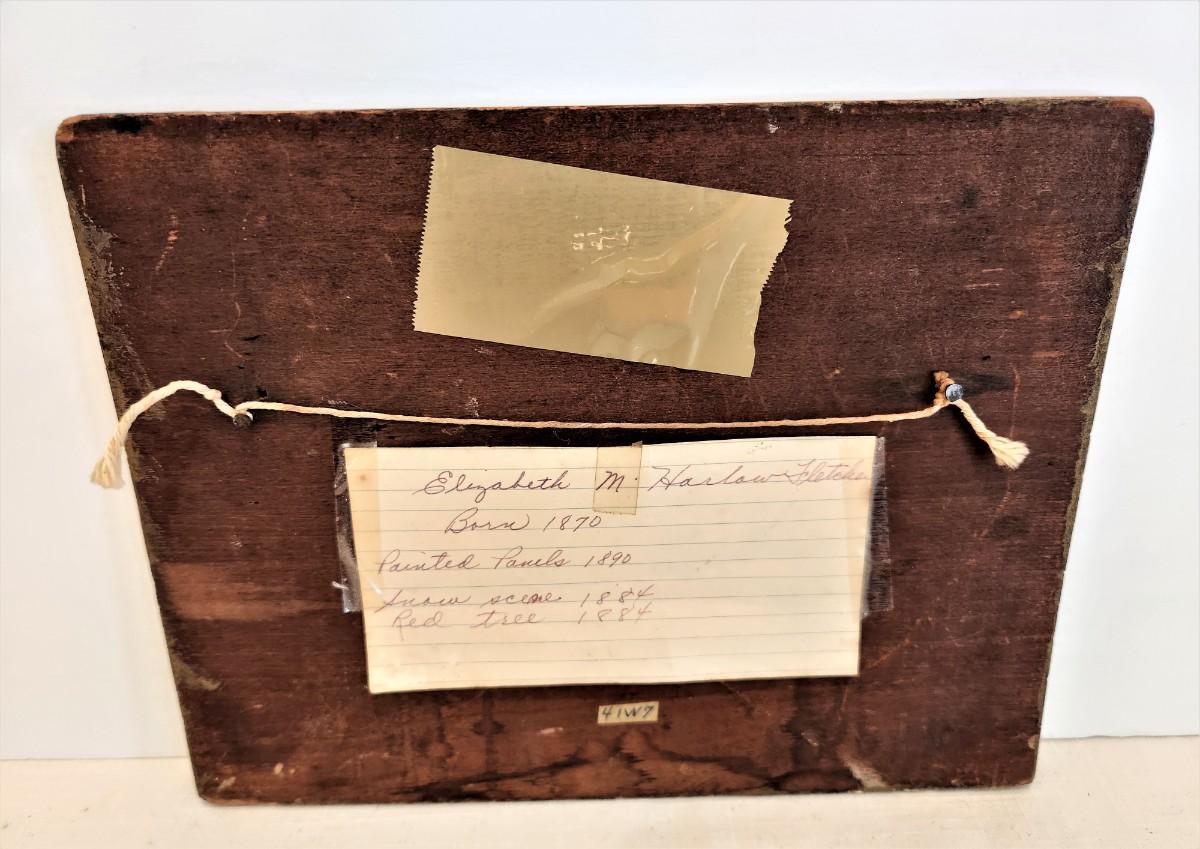 Elizabeth M. Harlow Fletcher
Born 1870
Painted Panels 1890
Snow scene 1884
Red tree 1884
41W7